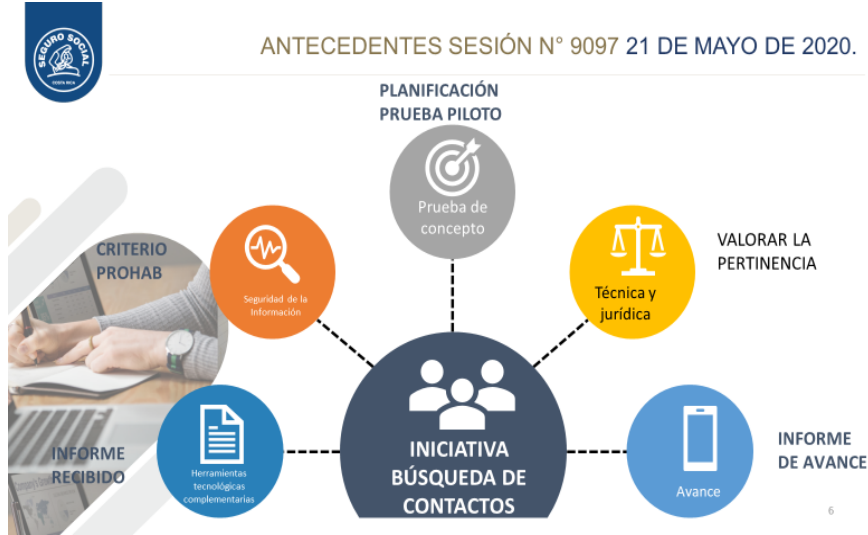 SEGURO SOCIAL
COSTA RICA
ANTECEDENTES SESIÓN N° 9097 21 DE MAYO DE 2020.
PLANIFICACIÓN
PRUEBA PILOTO
Prueba de
concepto
CRITERIO
PROHAB
Seguridad de la
Información
Técnica y
jurídica
VALORAR LA
PERTINENCIA
INFORME
RECIBIDO
Herramientas
tecnológicas
complementarias
INICIATIVA
BÚSQUEDA DE
CONTACTOS
Avance
INFORME
DE AVANCE
6